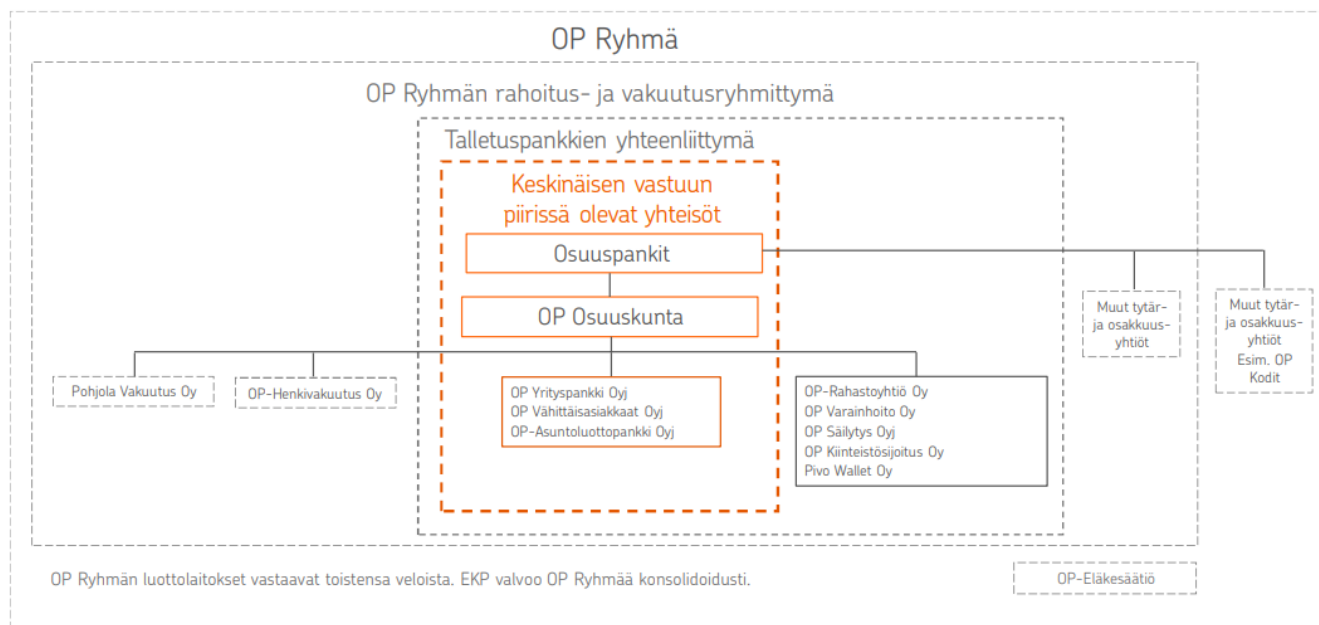 OP Ryhmä
OP Ryhmän rahoitus- ja vakuutusryhmittymä
Talletuspankkien yhteenliittymä
Keskinäisen vastuun
piirissä olevat yhteisöt
Osuuspankit
OP Osuuskunta
Muut tytär-
ja osakkuus-
yhtiöt
Muut tytär-
ja osakkuus-
yhtiöt
Esim. OP
Kodit
Pohjola Vakuutus Oy
OP-Henkivakuutus Oy
OP Yrityspankki Oyj
OP Vähittäisasiakkaat Oyj
OP-Asuntoluottopankki Oyj
OP-Rahastoyhtiö Oy
OP Varainhoito Oy
OP Säilytys Oyj
OP Kiinteistösijoitus Oy
Pivo Wallet Oy
OP Ryhmän luottolaitokset vastaavat toistensa veloista. EKP valvoo OP Ryhmää konsolidoidusti.
OP-Eläkesäätiö